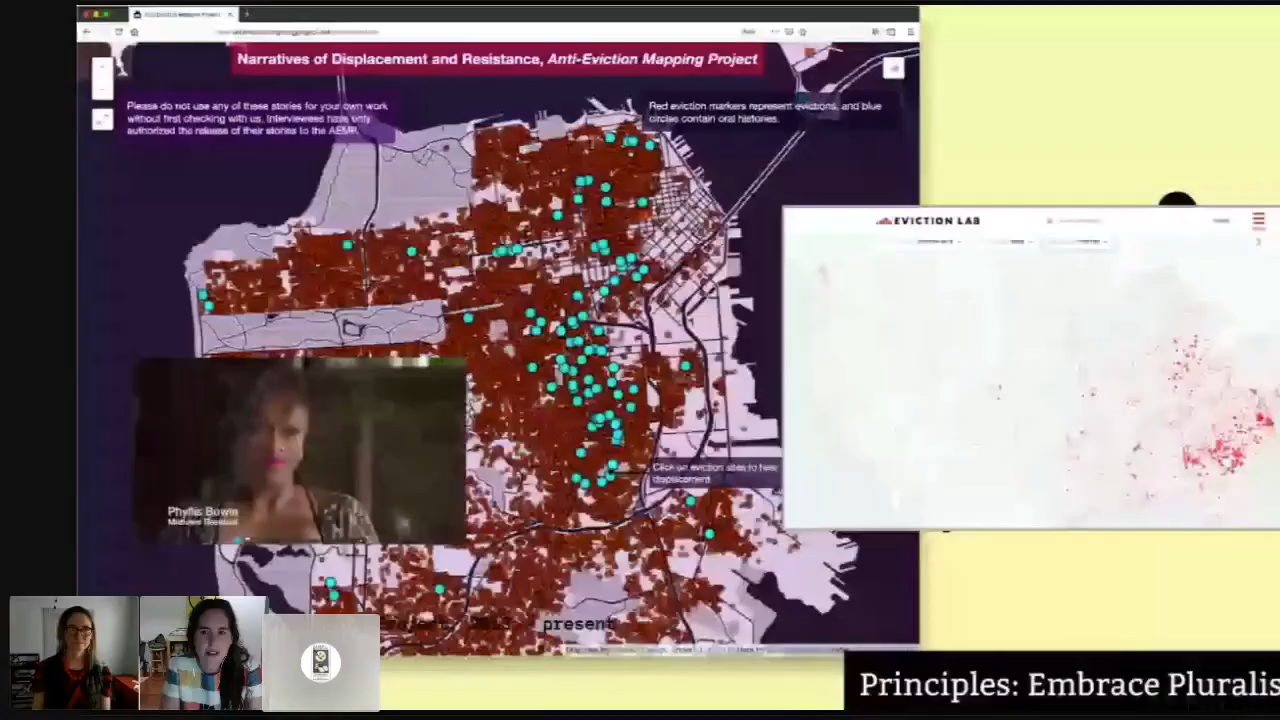 Narratives of Displacement and Resistance, Anti-Eviction Mapping Project
Please do not use any of these stories for your own work
without first checking with us. Interviewees have only
authorized the release of their stories to the AEMP.
Red eviction markers represent evictions, and blue
circles contain oral histories.
EVICTION LAB
Click on eviction sites to hear
displacement
Phyllis Bowie
Midtown Resident
present
Principles: Embrace Pluralis